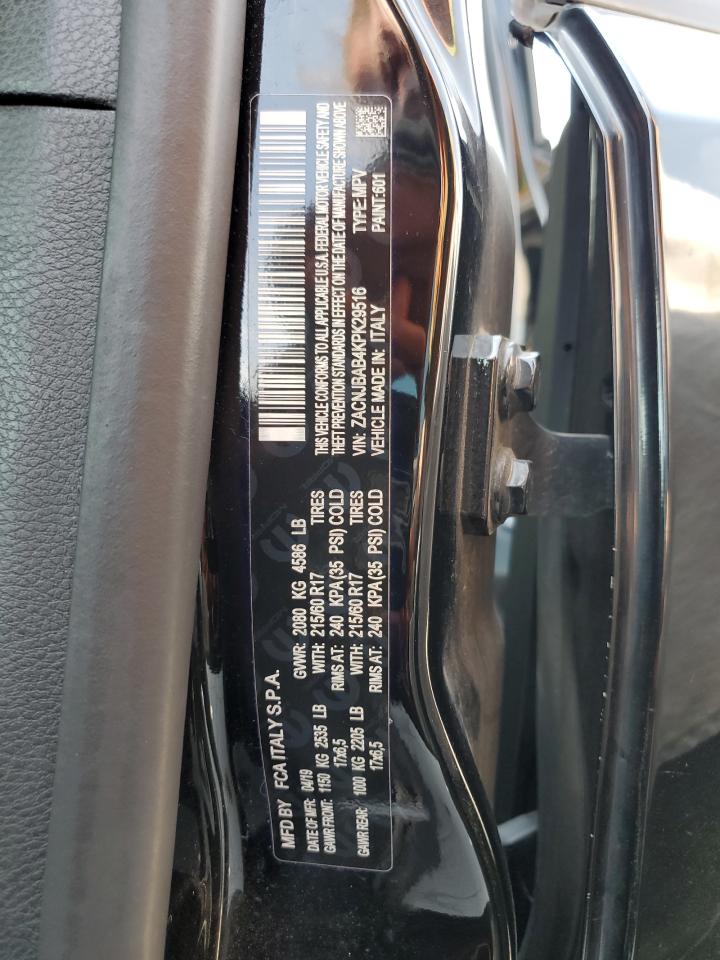 MFD BY FCA ITALY S.P.A.
DATE OF MFR: 04/19 GVWR: 2080 KG 4586 LB
GAWR FRONT: 1150 KG 2535 LB WITH: 215/60 R17 TIRES
17x6,5 RIMS AT: 240 KPA(35 PSI) COLD
GAWR REAR: 1000 KG 2205 LB WITH: 215/60 R17 TIRES
17x6,5 RIMS AT: 240 KPA(35 PSI) COLD
THIS VEHICLE CONFORMS TO ALL APPLICABLE U.S.A. FEDERAL MOTOR VEHICLE SAFETY AND
THEFT PREVENTION STANDARDS IN EFFECT ON THE DATE OF MANUFACTURE SHOWN ABOVE
VIN: ZACNJBAB4KPK29516 TYPE:MPV
VEHICLE MADE IN: ITALY PAINT:601